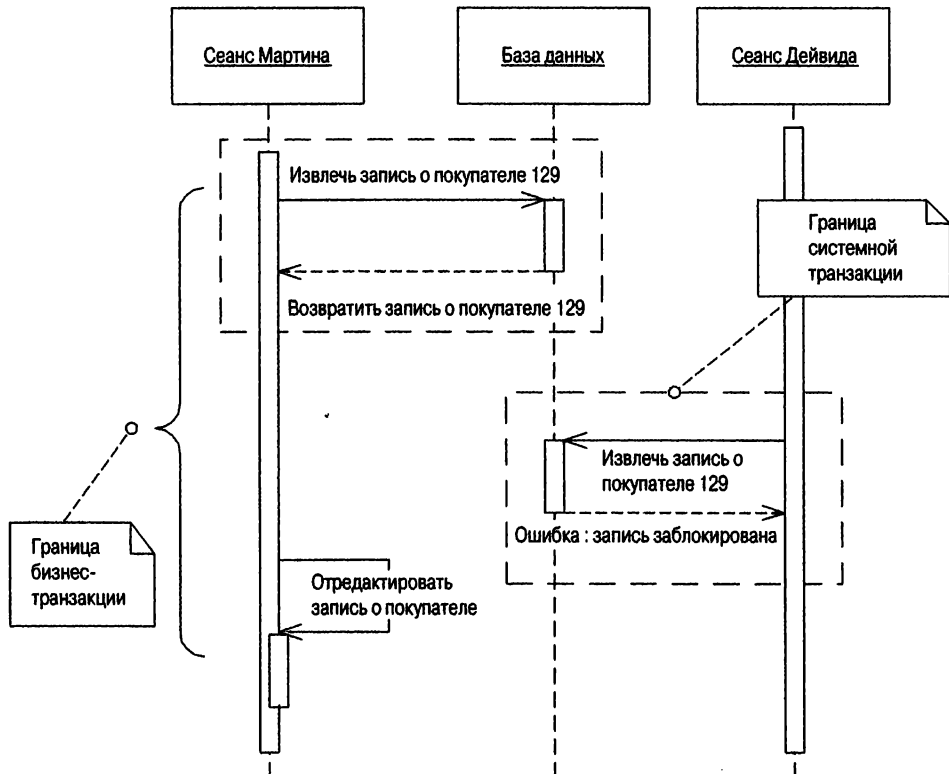 Сеанс Мартина
База данных
Сеанс Дейвида
Извлечь запись о покупателе 129
Граница
системной
транзакции
Возвратить запись о покупателе 129
Извлечь запись о
покупателе 129
Ошибка : запись заблокирована
Граница
бизнес-
транзакции
Отредактировать
запись о покупателе